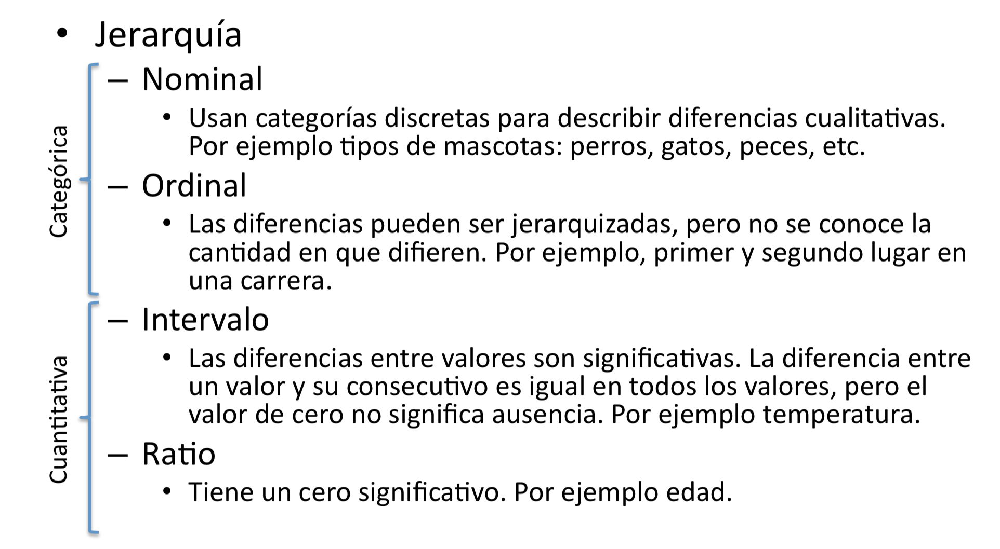 • Jerarquía
Categórica
– Nominal
• Usan categorías discretas para describir diferencias cualitativas.
Por ejemplo tipos de mascotas: perros, gatos, peces, etc.
– Ordinal
• Las diferencias pueden ser jerarquizadas, pero no se conoce la
cantidad en que difieren. Por ejemplo, primer y segundo lugar en
una carrera.
Cuantitativa
– Intervalo
• Las diferencias entre valores son significativas. La diferencia entre
un valor y su consecutivo es igual en todos los valores, pero el
valor de cero no significa ausencia. Por ejemplo temperatura.
– Ratio
• Tiene un cero significativo. Por ejemplo edad.